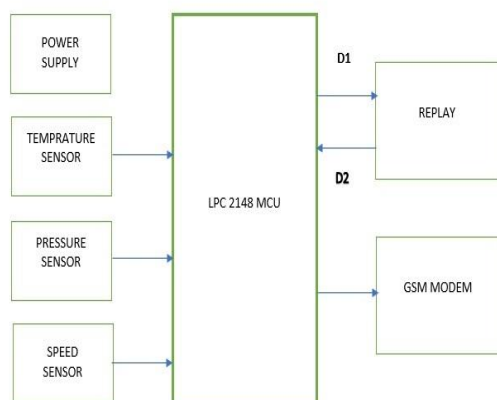 POWER
SUPPLY
TEMPRATURE
SENSOR
PRESSURE
SENSOR
SPEED
SENSOR
LPC 2148 MCU
D1
REPLAY
D2
GSM MODEM